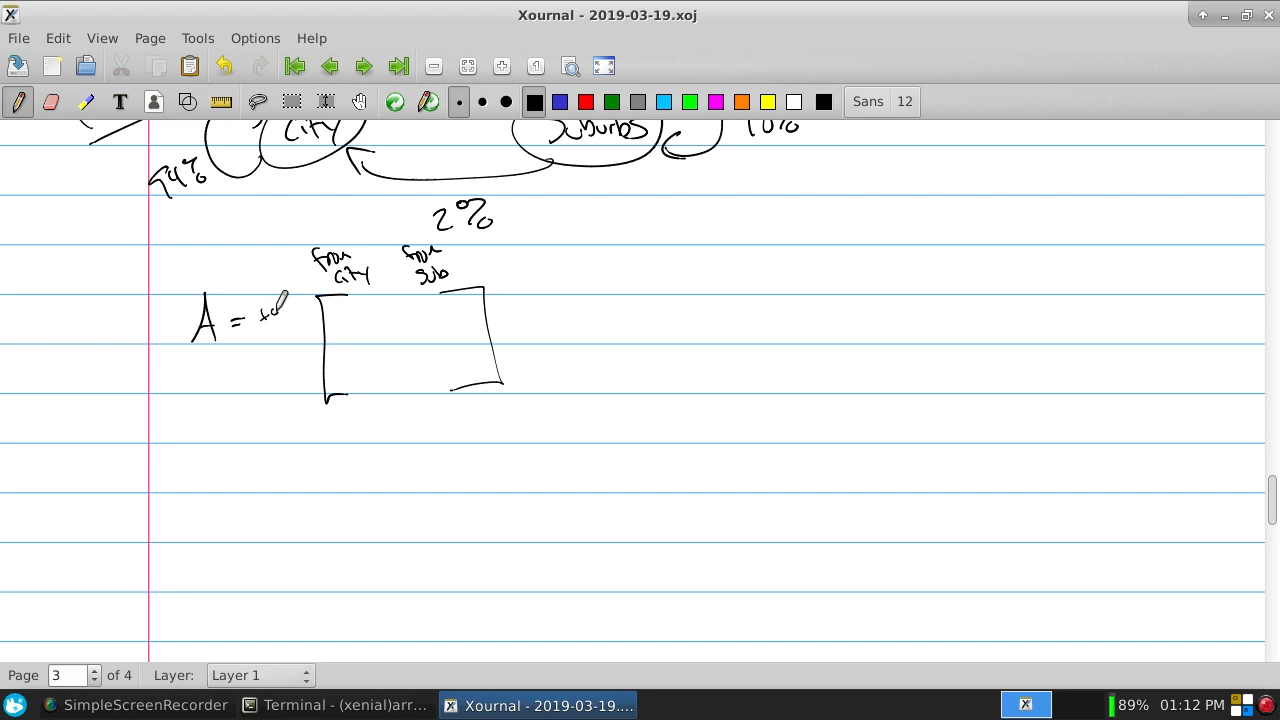 Xournal - 2019-03-19.xoj
File Edit View Page Tools Options Help
Sans 12
City Suburbs
94%
2%
from city from sub
A =
Page 3 of 4 Layer: Layer 1
SimpleScreenRecorder Terminal - (xenial)arr... Xournal - 2019-03-19.... 89% 01:12 PM